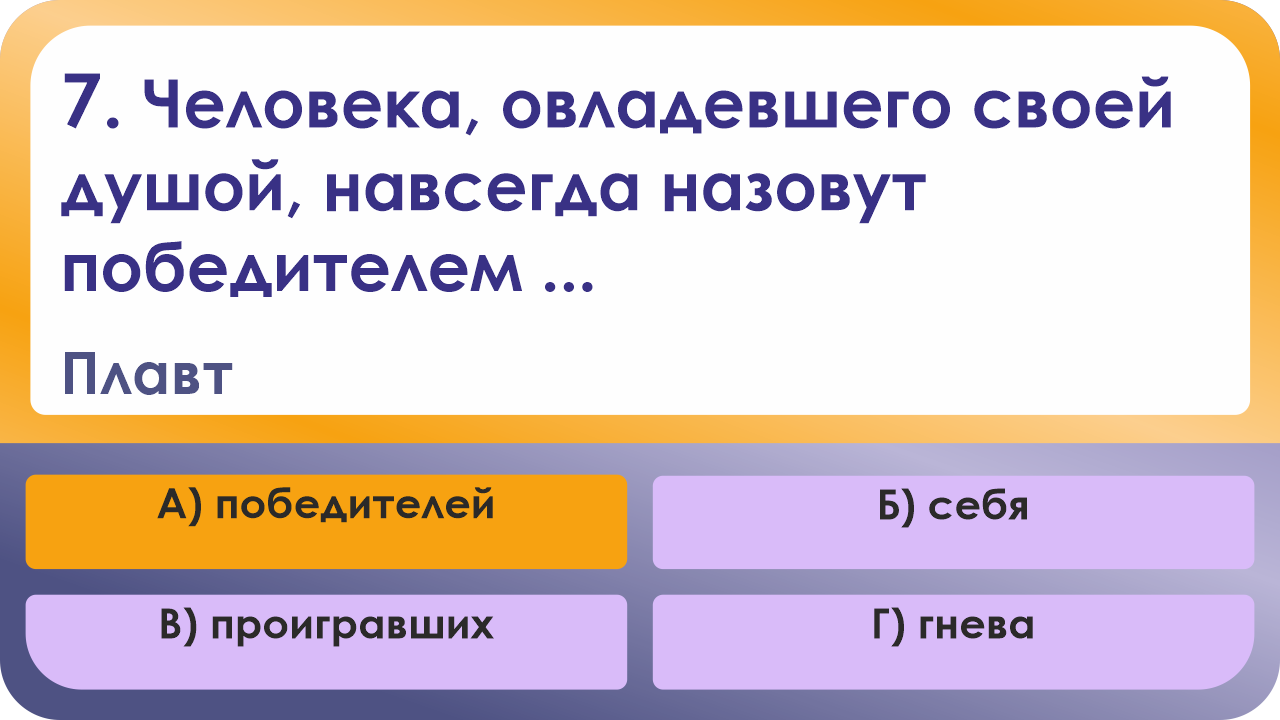 7. Человека, овладевшего своей
душой, навсегда назовут
победителем ...
Плавт
А) победителей
Б) себя
В) проигравших
Г) гнева